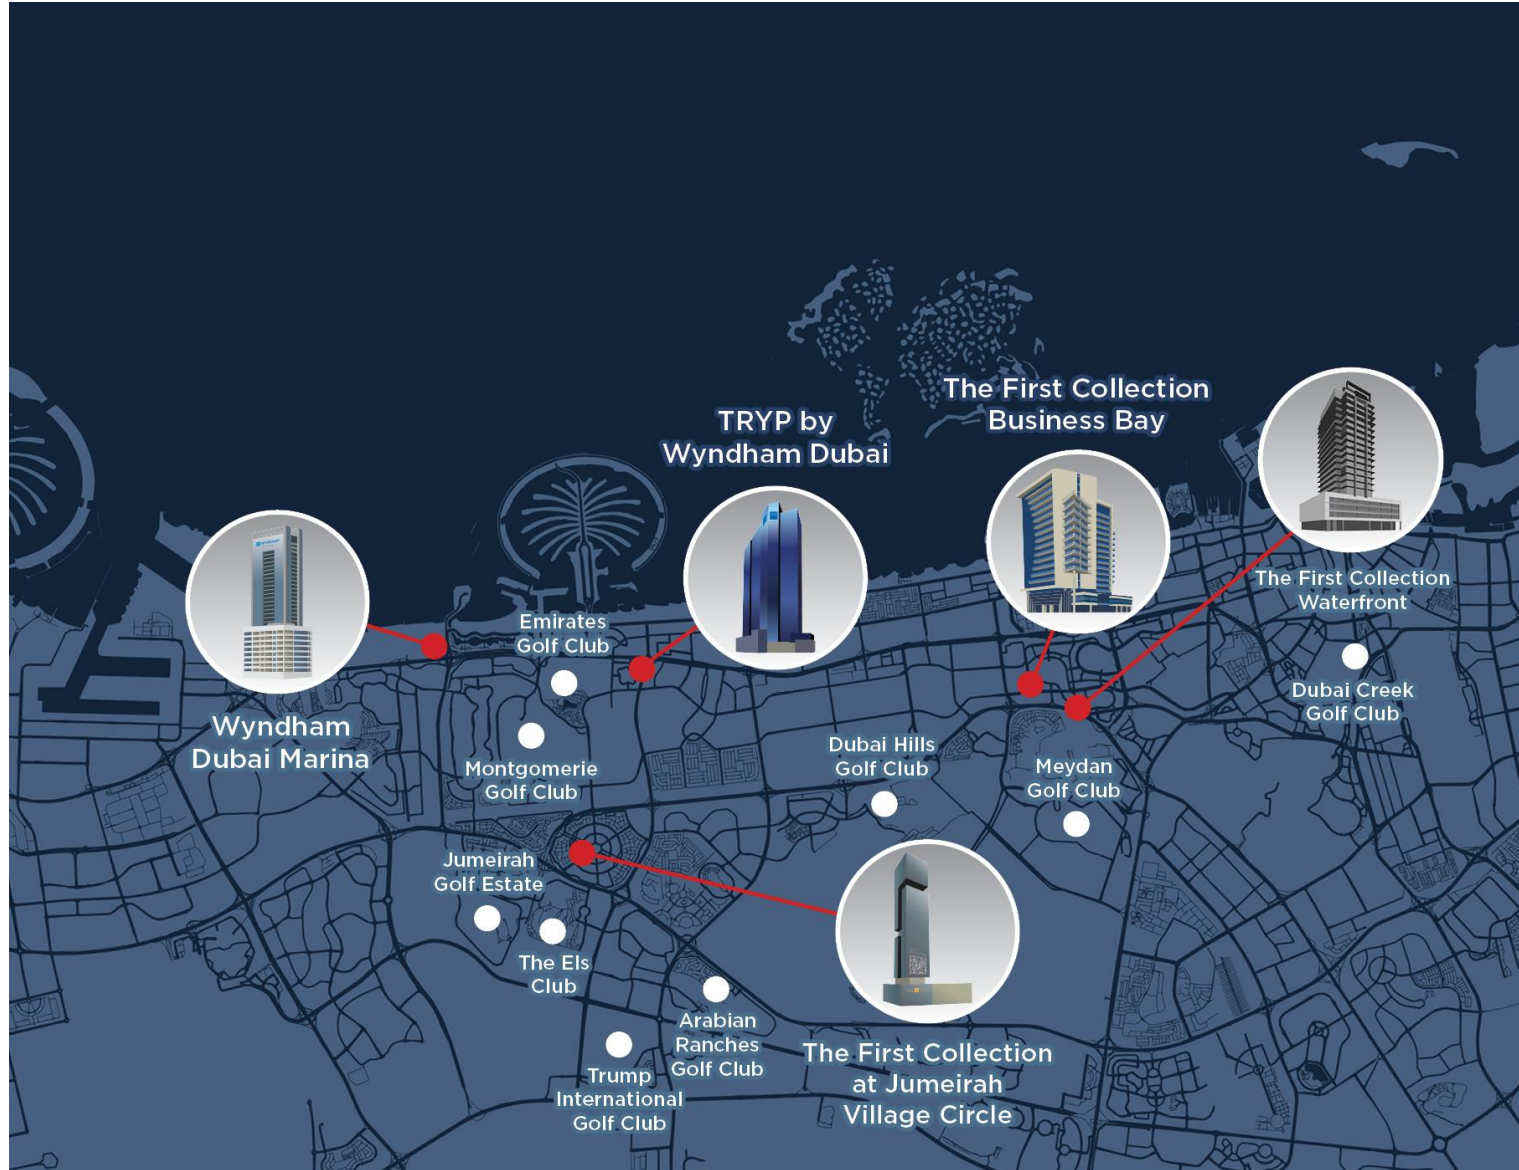 The First Collection
Business Bay
TRYP by
Wyndham Dubai
The First Collection
Waterfront
Emirates
Golf Club
Dubai Creek
Golf Club
Wyndham
Dubai Marina
Dubai Hills
Golf Club
Montgomerie
Golf Club
Meydan
Golf Club
Jumeirah
Golf Estate
The Els
Club
Arabian
Ranches
Golf Club
The First Collection
at Jumeirah
Village Circle
Trump
International
Golf Club